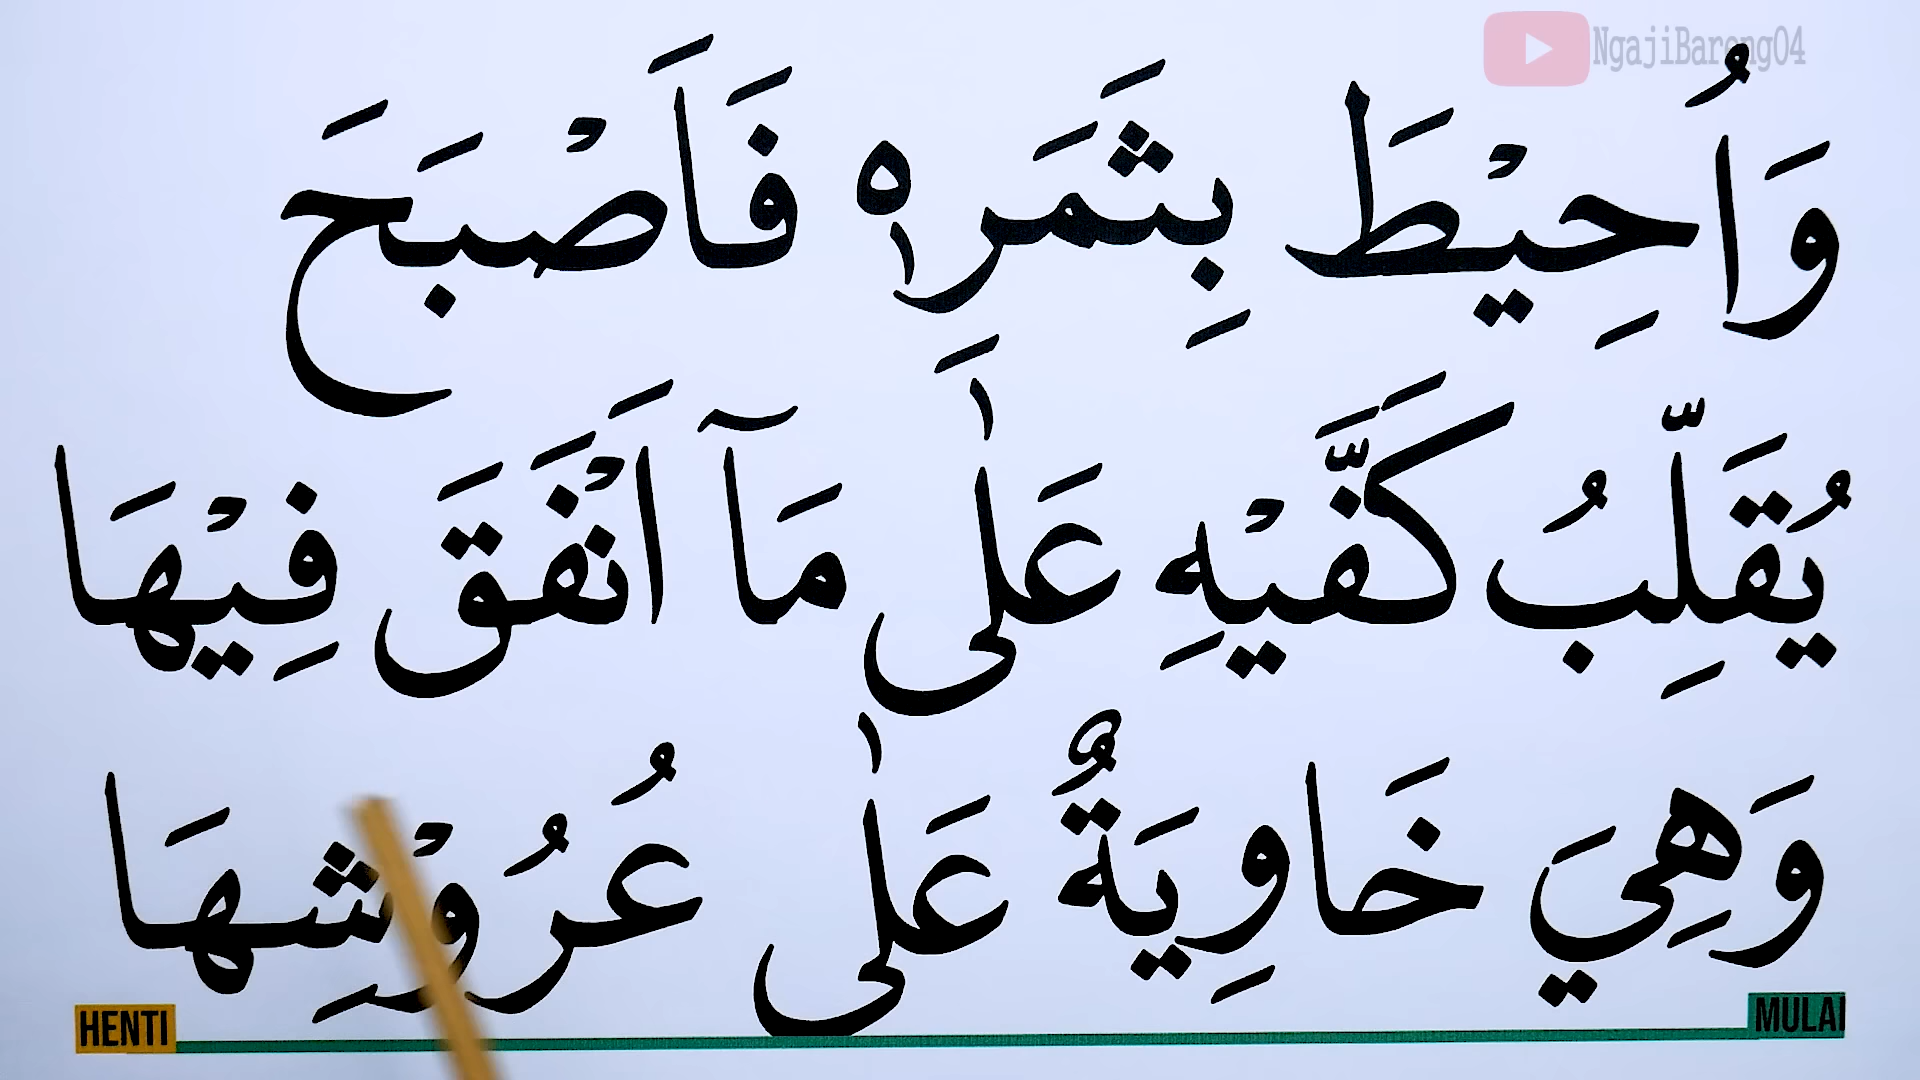 NgajiBareng04
وَاُحِيْطَ بِثَمَرِهٖ فَاَصْبَحَ
يُقَلِّبُ كَفَّيْهِ عَلٰى مَآ اَنْفَقَ فِيْهَا
وَهِيَ خَاوِيَةٌ عَلٰى عُرُوْشِهَا
HENTI MULAI